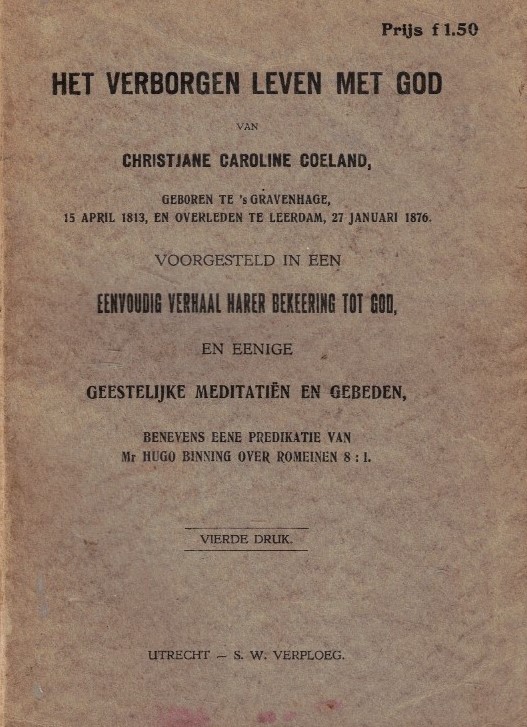 Prijs f 1.50
HET VERBORGEN LEVEN MET GOD
VAN
CHRISTJANE CAROLINE COELAND,
GEBOREN TE 's GRAVENHAGE,
15 APRIL 1813, EN OVERLEDEN TE LEERDAM, 27 JANUARI 1876.
VOORGESTELD IN EEN
EENVOUDIG VERHAAL HARER BEKEERING TOT GOD,
EN EENIGE
GEESTELIJKE MEDITATIËN EN GEBEDEN,
BENEVENS EENE PREDIKATIE VAN
Mr HUGO BINNING OVER ROMEINEN 8 : 1.
VIERDE DRUK.
UTRECHT — S. W. VERPLOEG.